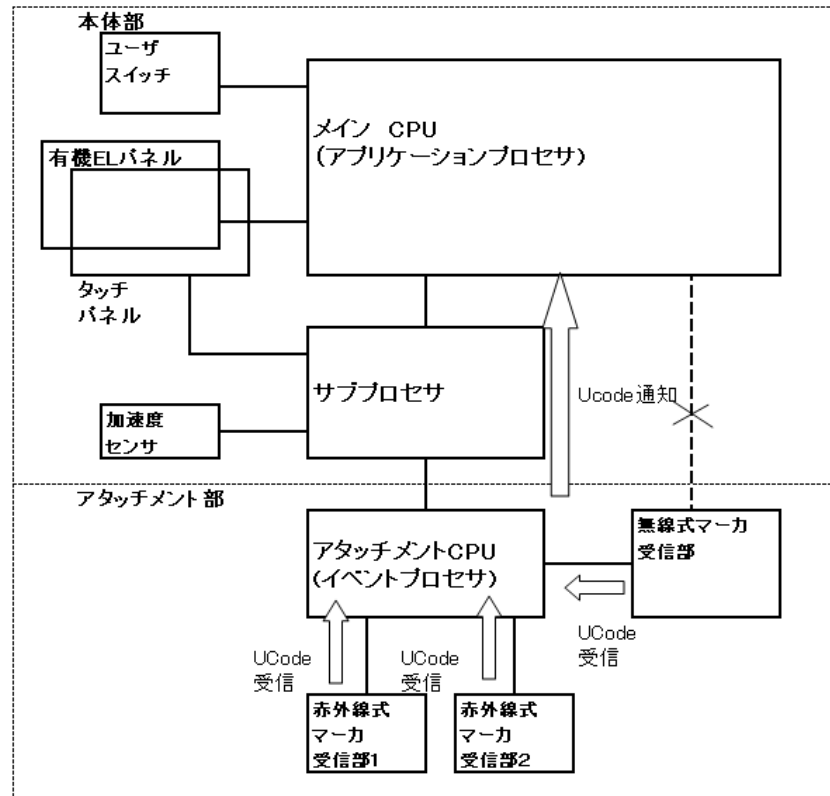 本体部
ユーザ
スイッチ
メイン CPU
(アプリケーションプロセサ)
有機ELパネル
タッチ
パネル
サブプロセサ
Ucode通知
加速度
センサ
アタッチメント部
アタッチメントCPU
(イベントプロセサ)
無線式マーカ
受信部
UCode
受信
UCode
受信
UCode
受信
赤外線式
マーカ
受信部1
赤外線式
マーカ
受信部2